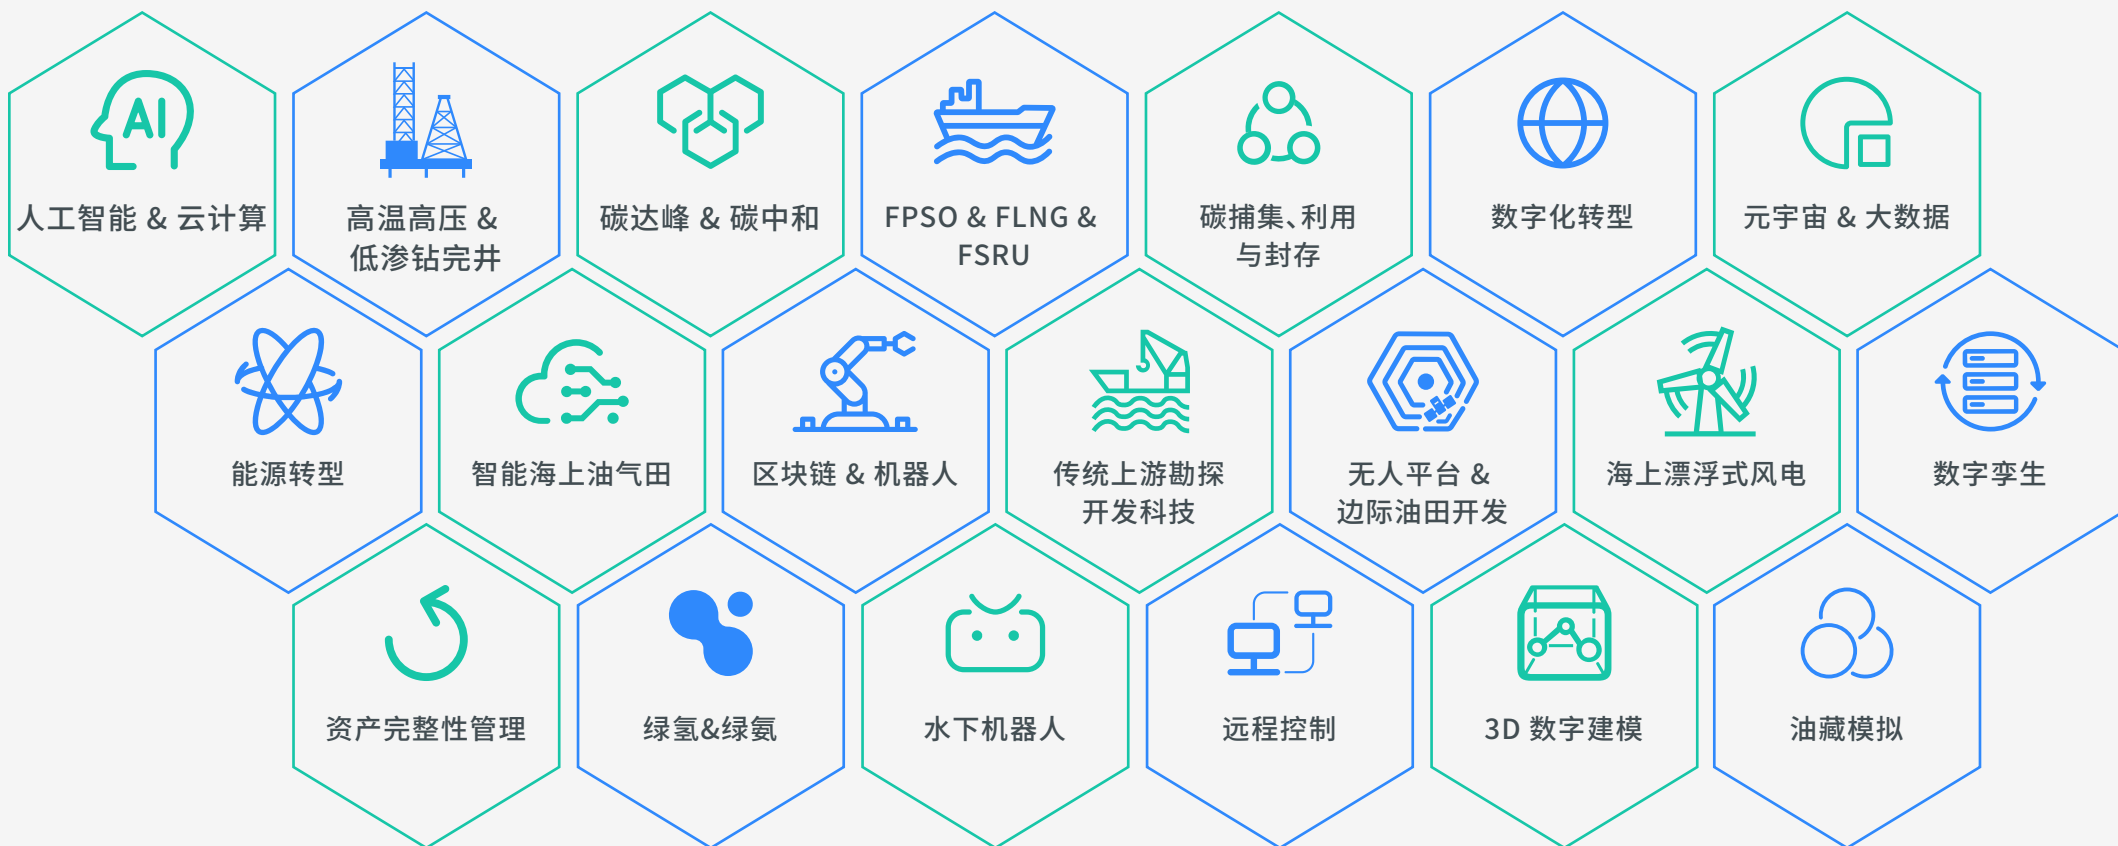 AI
人工智能 & 云计算
高温高压 &
低渗钻完井
碳达峰 & 碳中和
FPSO & FLNG &
FSRU
碳捕集、利用
与封存
数字化转型
元宇宙 & 大数据
能源转型
智能海上油气田
区块链 & 机器人
传统上游勘探
开发科技
无人平台 &
边际油田开发
海上漂浮式风电
数字孪生
资产完整性管理
绿氢&绿氨
水下机器人
远程控制
3D 数字建模
油藏模拟